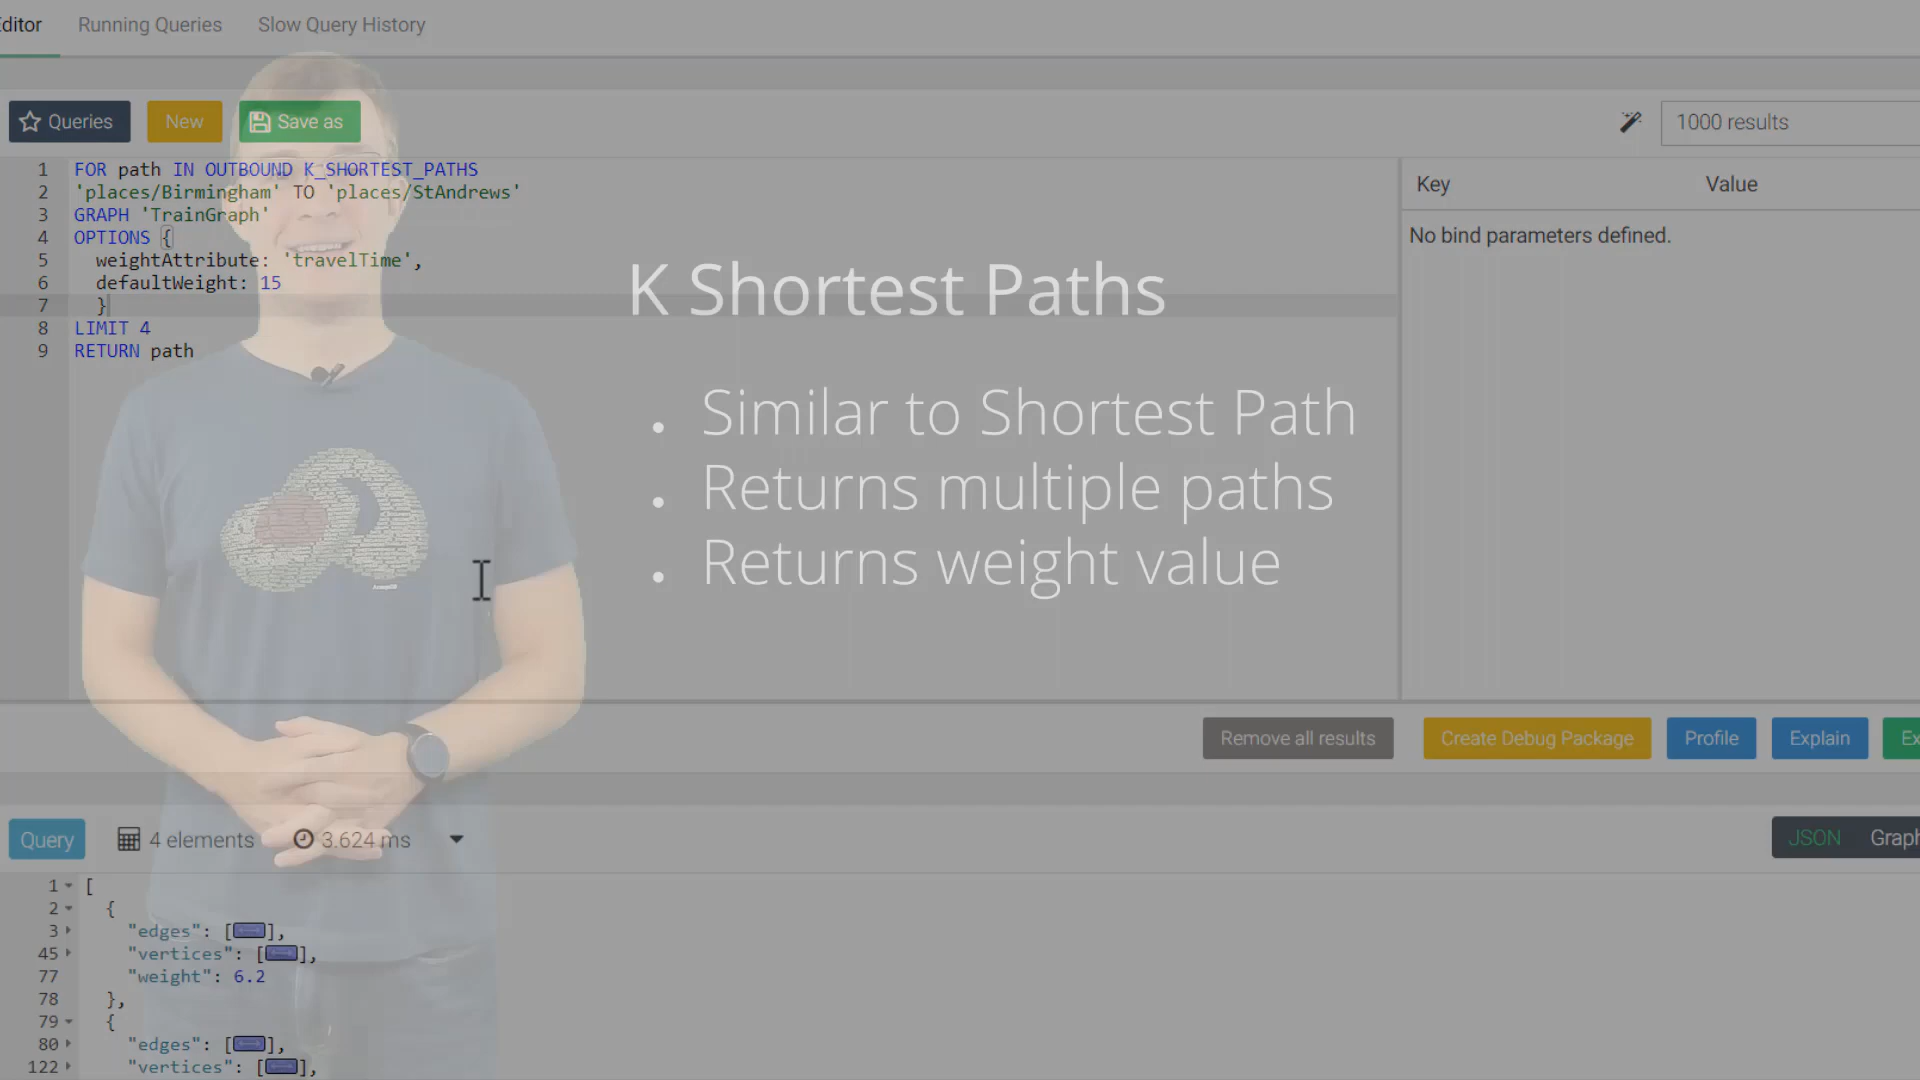 Editor Running Queries Slow Query History
Queries New Save as 1000 results
1 FOR path IN OUTBOUND K_SHORTEST_PATHS
2 'places/Birmingham' TO 'places/StAndrews'
3 GRAPH 'TrainGraph'
4 OPTIONS {
5 weightAttribute: 'travelTime',
6 defaultWeight: 15
7 }
8 LIMIT 4
9 RETURN path
Key Value
No bind parameters defined.
K Shortest Paths
. Similar to Shortest Path
. Returns multiple paths
. Returns weight value
Remove all results Create Debug Package Profile Explain Ex
Query 4 elements 3.624 ms JSON Graph
1 [
2 {
3 "edges": [],
45 "vertices": [],
77 "weight": 6.2
78 },
79 {
80 "edges": [],
122 "vertices": [],